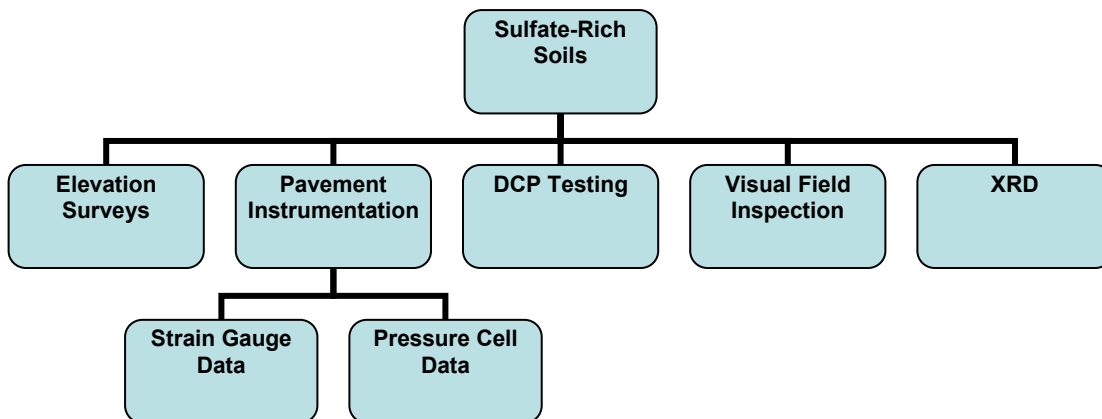 Sulfate-Rich
Soils
Elevation
Surveys
Pavement
Instrumentation
DCP Testing
Visual Field
Inspection
XRD
Strain Gauge
Data
Pressure Cell
Data